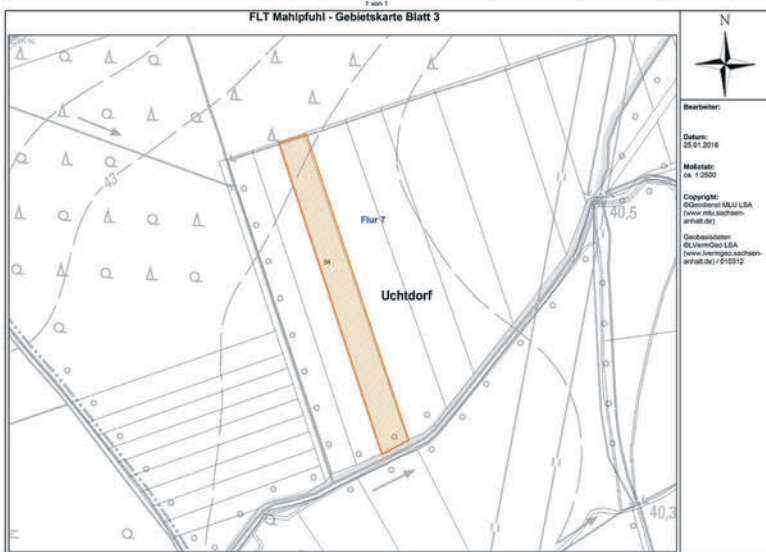 1 von 1
FLT Mahlpfuhl - Gebietskarte Blatt 3
N
Bearbeiter:
Datum:
25.01.2016
Maßstab:
ca. 1:2500
Copyright:
©Geodienst MLU LSA
(www.mlu.sachsen-
anhalt.de)
Geobasisdaten
©LVermGeo LSA
(www.lvermgeo.sachsen-
anhalt.de) / 010312
43
Flur 7
Uchtdorf
40,5
40,3